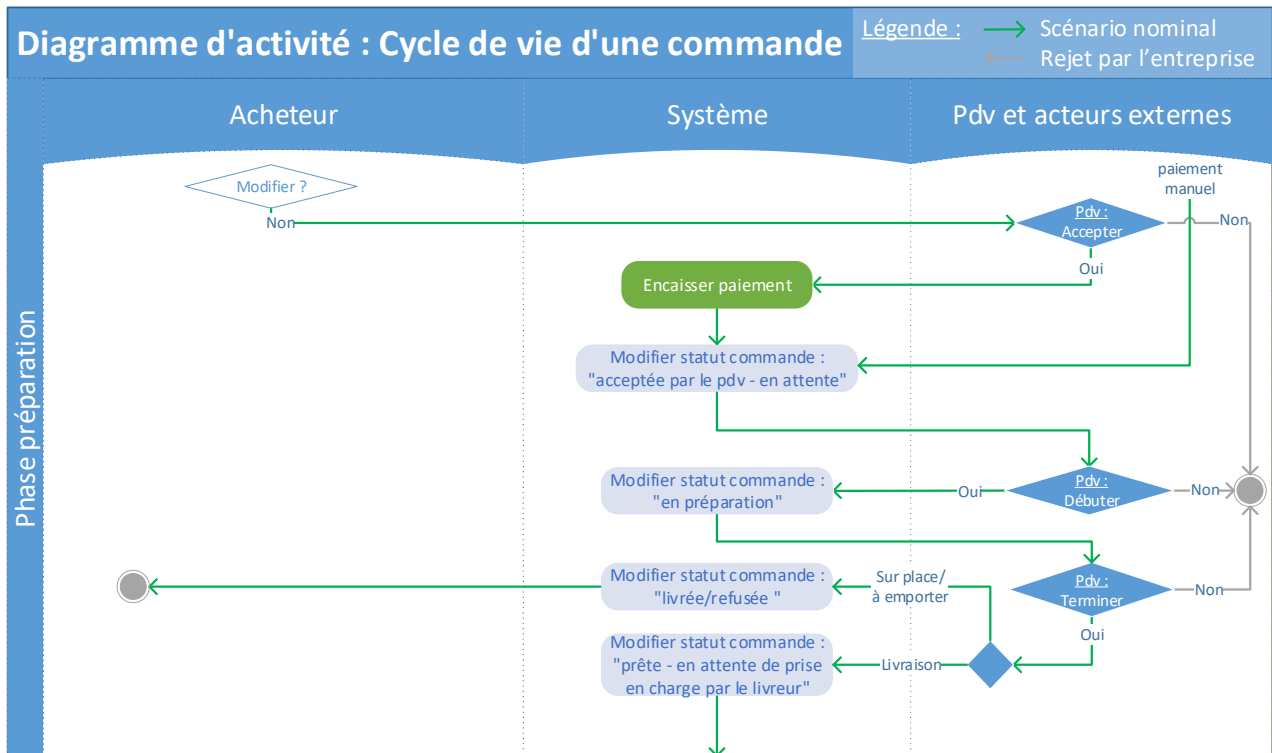 Diagramme d'activité : Cycle de vie d'une commande
Légende :
Scénario nominal
Rejet par l'entreprise
Acheteur
Système
Pdv et acteurs externes
Phase préparation
paiement
manuel
Modifier ?
Non
Pdv :
Accepter
Non
Oui
Encaisser paiement
Modifier statut commande :
"acceptée par le pdv - en attente"
Modifier statut commande :
"en préparation"
Oui
Pdv :
Débuter
Non
Modifier statut commande :
"livrée/refusée "
Sur place/
à emporter
Pdv :
Terminer
Non
Oui
Modifier statut commande :
"prête - en attente de prise
en charge par le livreur"
Livraison